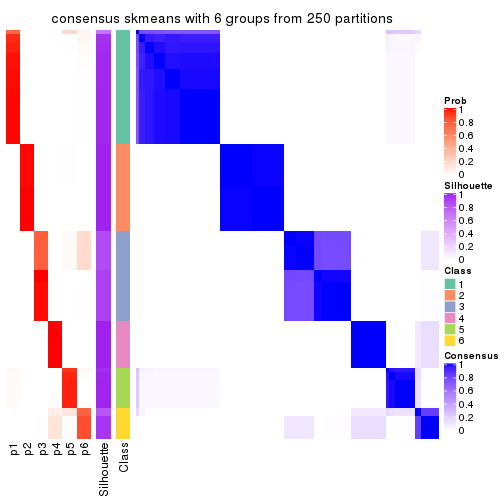 consensus skmeans with 6 groups from 250 partitions
Prob
1
0.8
0.6
0.4
0.2
0
Silhouette
1
0.8
0.6
0.4
0.2
0
Class
1
2
3
4
5
6
Consensus
1
0.8
0.6
0.4
0.2
0
p1
p2
p3
p4
p5
p6
Silhouette
Class